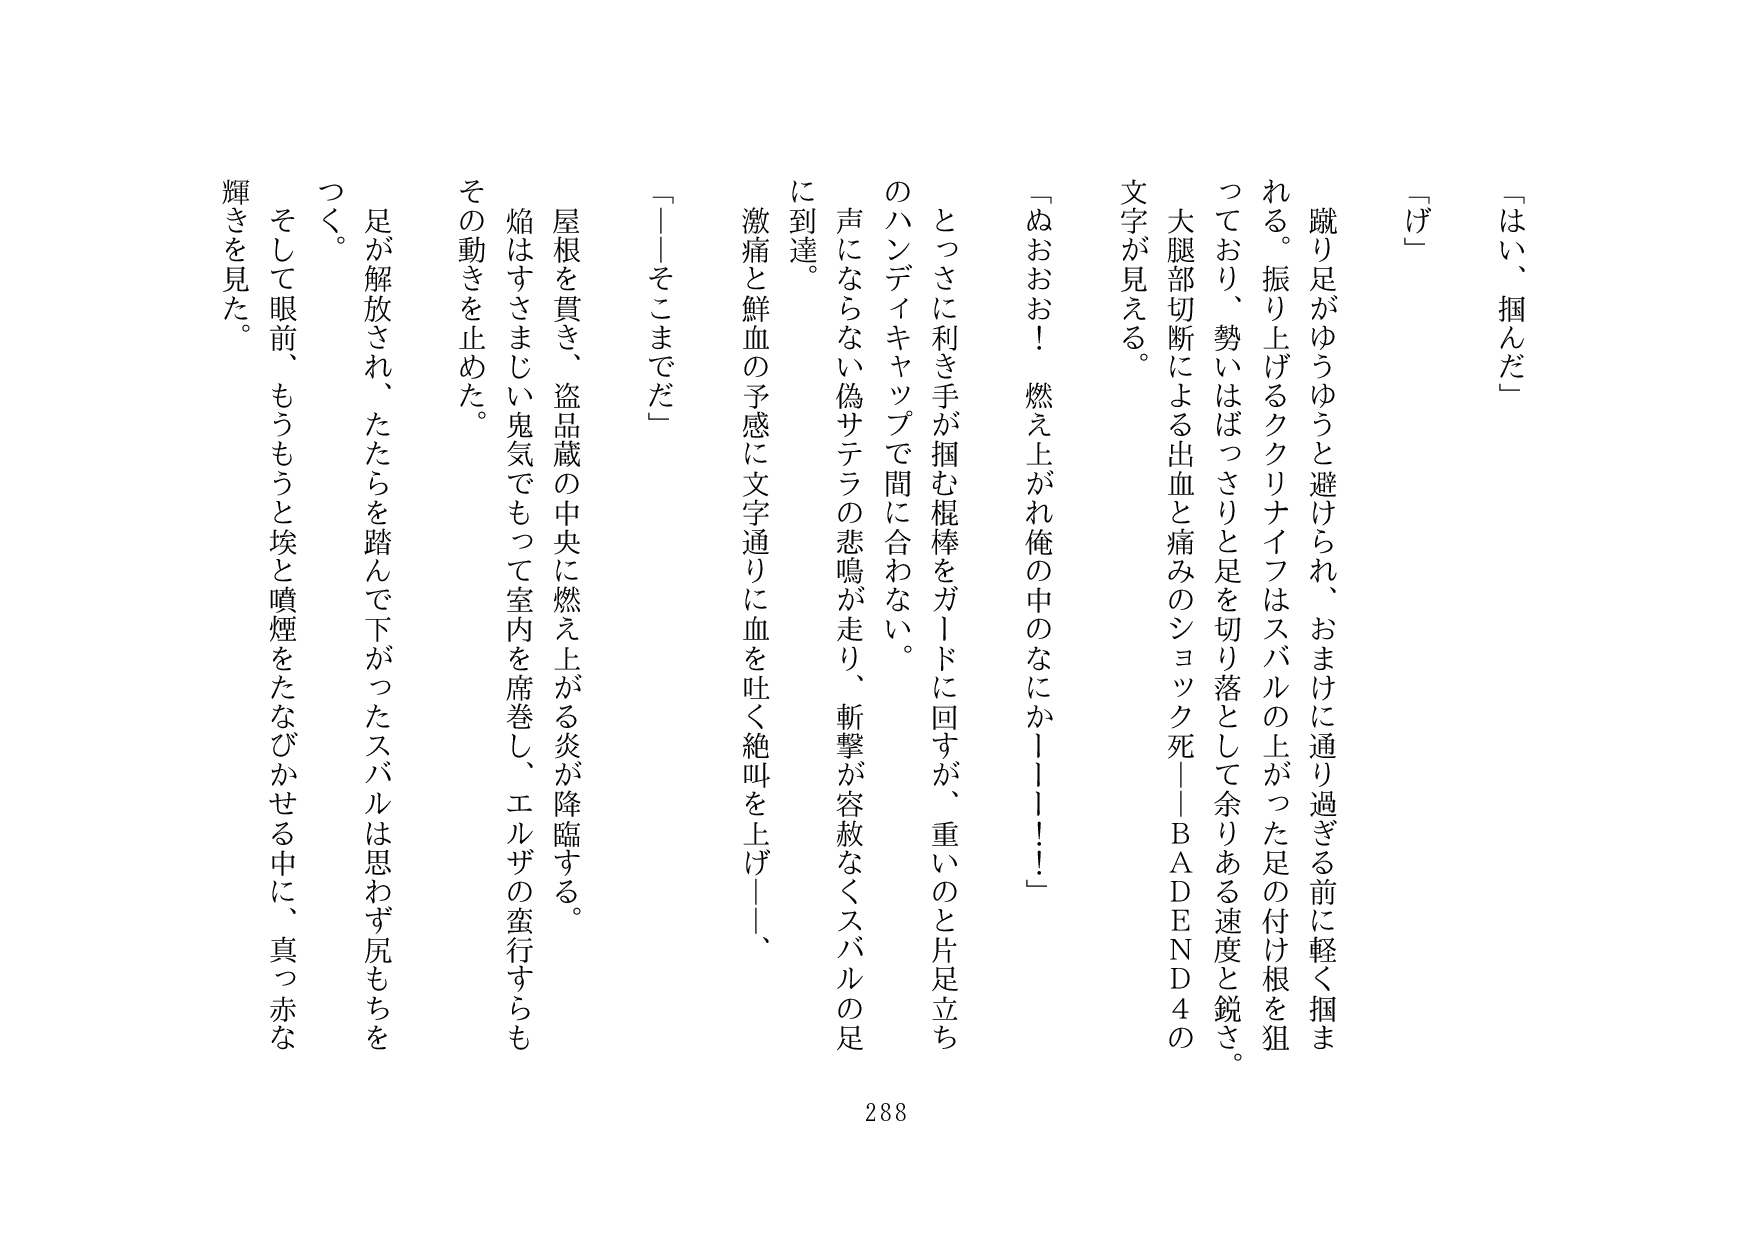 「はい、掴んだ」
「げ」
　蹴り足がゆうゆうと避けられ、おまけに通り過ぎる前に軽く掴ま
れる。振り上げるククリナイフはスバルの上がった足の付け根を狙
っており、勢いはばっさりと足を切り落として余りある速度と鋭さ。
　大腿部切断による出血と痛みのショック死――ＢＡＤＥＮＤ４の
文字が見える。
「ぬおおお！　燃え上がれ俺の中のなにかーーー！！」
　とっさに利き手が掴む棍棒をガードに回すが、重いのと片足立ち
のハンディキャップで間に合わない。
　声にならない偽サテラの悲鳴が走り、斬撃が容赦なくスバルの足
に到達。
　激痛と鮮血の予感に文字通りに血を吐く絶叫を上げ――、
「――そこまでだ」
　屋根を貫き、盗品蔵の中央に燃え上がる炎が降臨する。
　焔はすさまじい鬼気でもって室内を席巻し、エルザの蛮行すらも
その動きを止めた。
　足が解放され、たたらを踏んで下がったスバルは思わず尻もちを
つく。
　そして眼前、もうもうと埃と噴煙をたなびかせる中に、真っ赤な
輝きを見た。
288